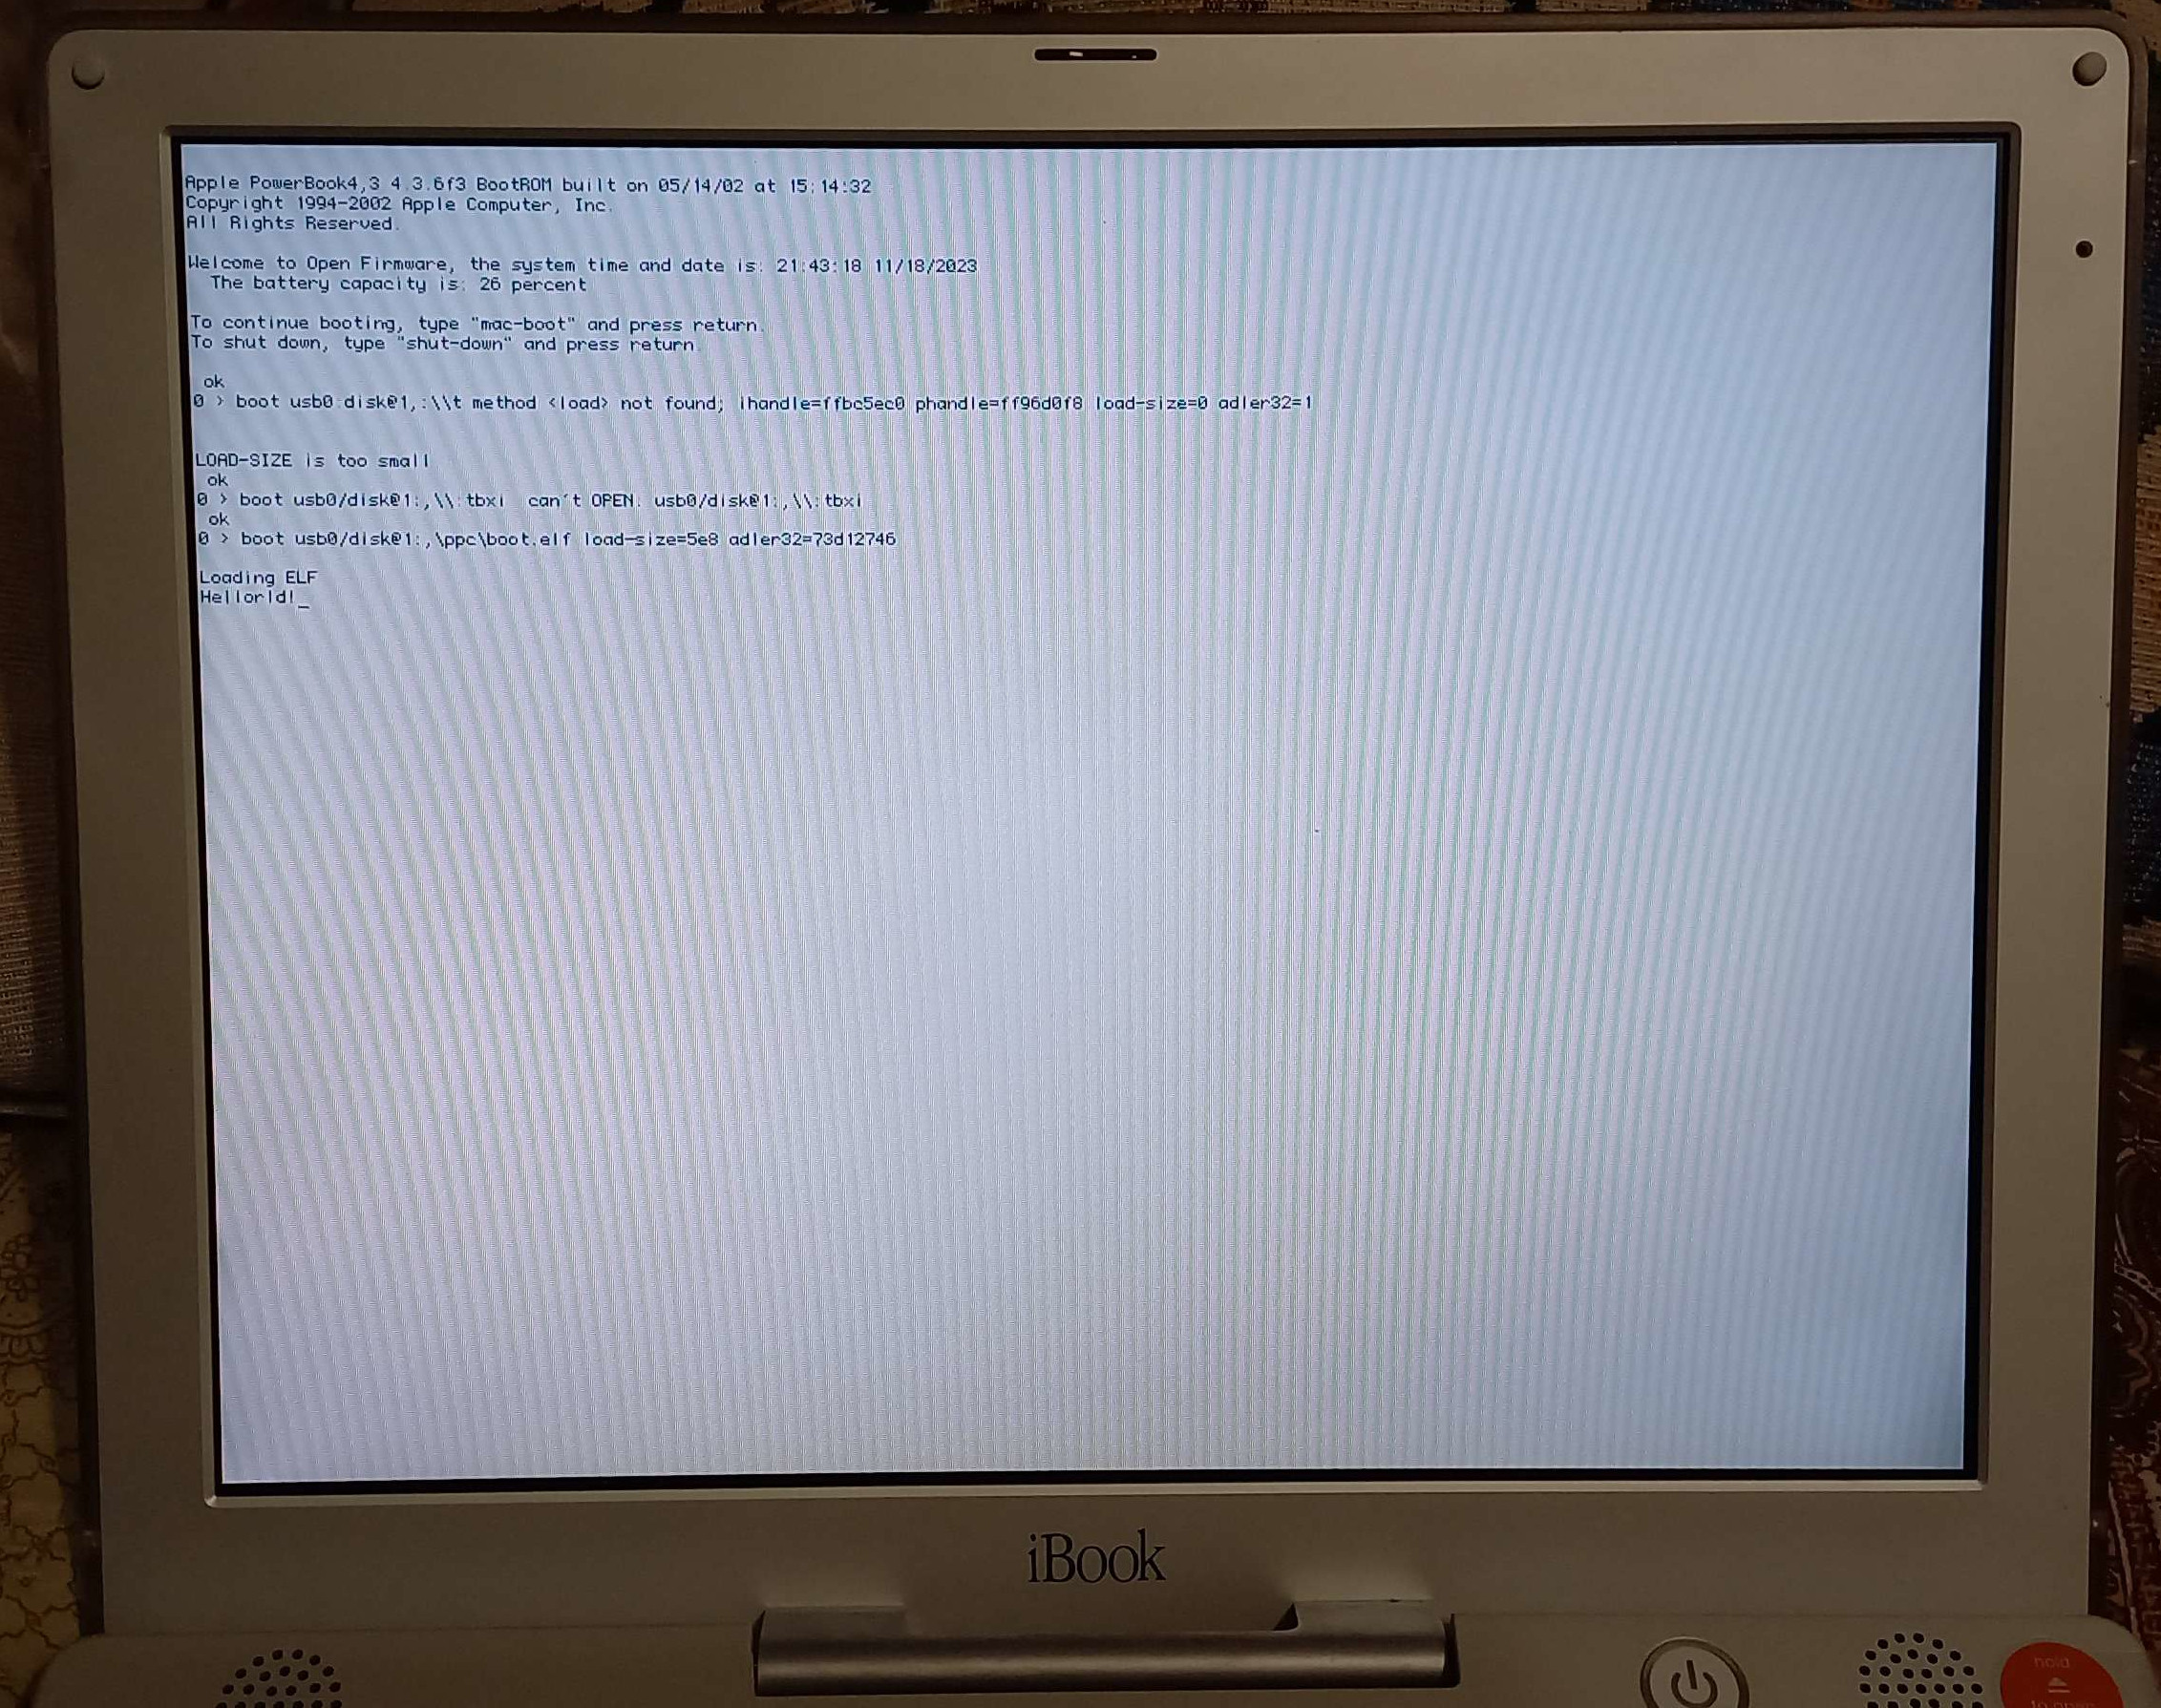 Apple PowerBook4,3 4.3.6f3 BootROM built on 05/14/02 at 15:14:32
Copyright 1994-2002 Apple Computer, Inc.
All Rights Reserved.
Welcome to Open Firmware, the system time and date is: 21:43:18 11/18/2023
The battery capacity is: 26 percent
To continue booting, type "mac-boot" and press return.
To shut down, type "shut-down" and press return.
ok
0 > boot usb0:disk@1,:\\t method <load> not found; ihandle=ffbc5ec0 phandle=ff96d0f8 load-size=0 adler32=1
LOAD-SIZE is too small
ok
0 > boot usb0/disk@1:,\\:tbxi can't OPEN: usb0/disk@1:,\\:tbxi
ok
0 > boot usb0/disk@1:,\ppc\boot.elf load-size=5e8 adler32=73d12746
Loading ELF
Hellorld!_
iBook
hold
to open